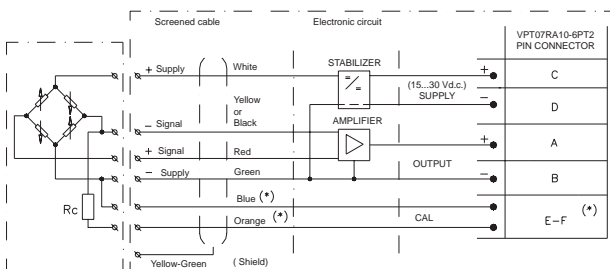 Screened cable
Electronic circuit
VPT07RA10-6PT2
PIN CONNECTOR
+ Supply
White
STABILIZER
= / =
(15...30 Vd.c.)
SUPPLY
+
C
−
D
Yellow
or
Black
− Signal
AMPLIFIER
+
A
+ Signal
Red
OUTPUT
− Supply
Green
−
B
Blue (*)
Rc
Orange (*)
CAL
E-F (*)
Yellow-Green
( Shield)